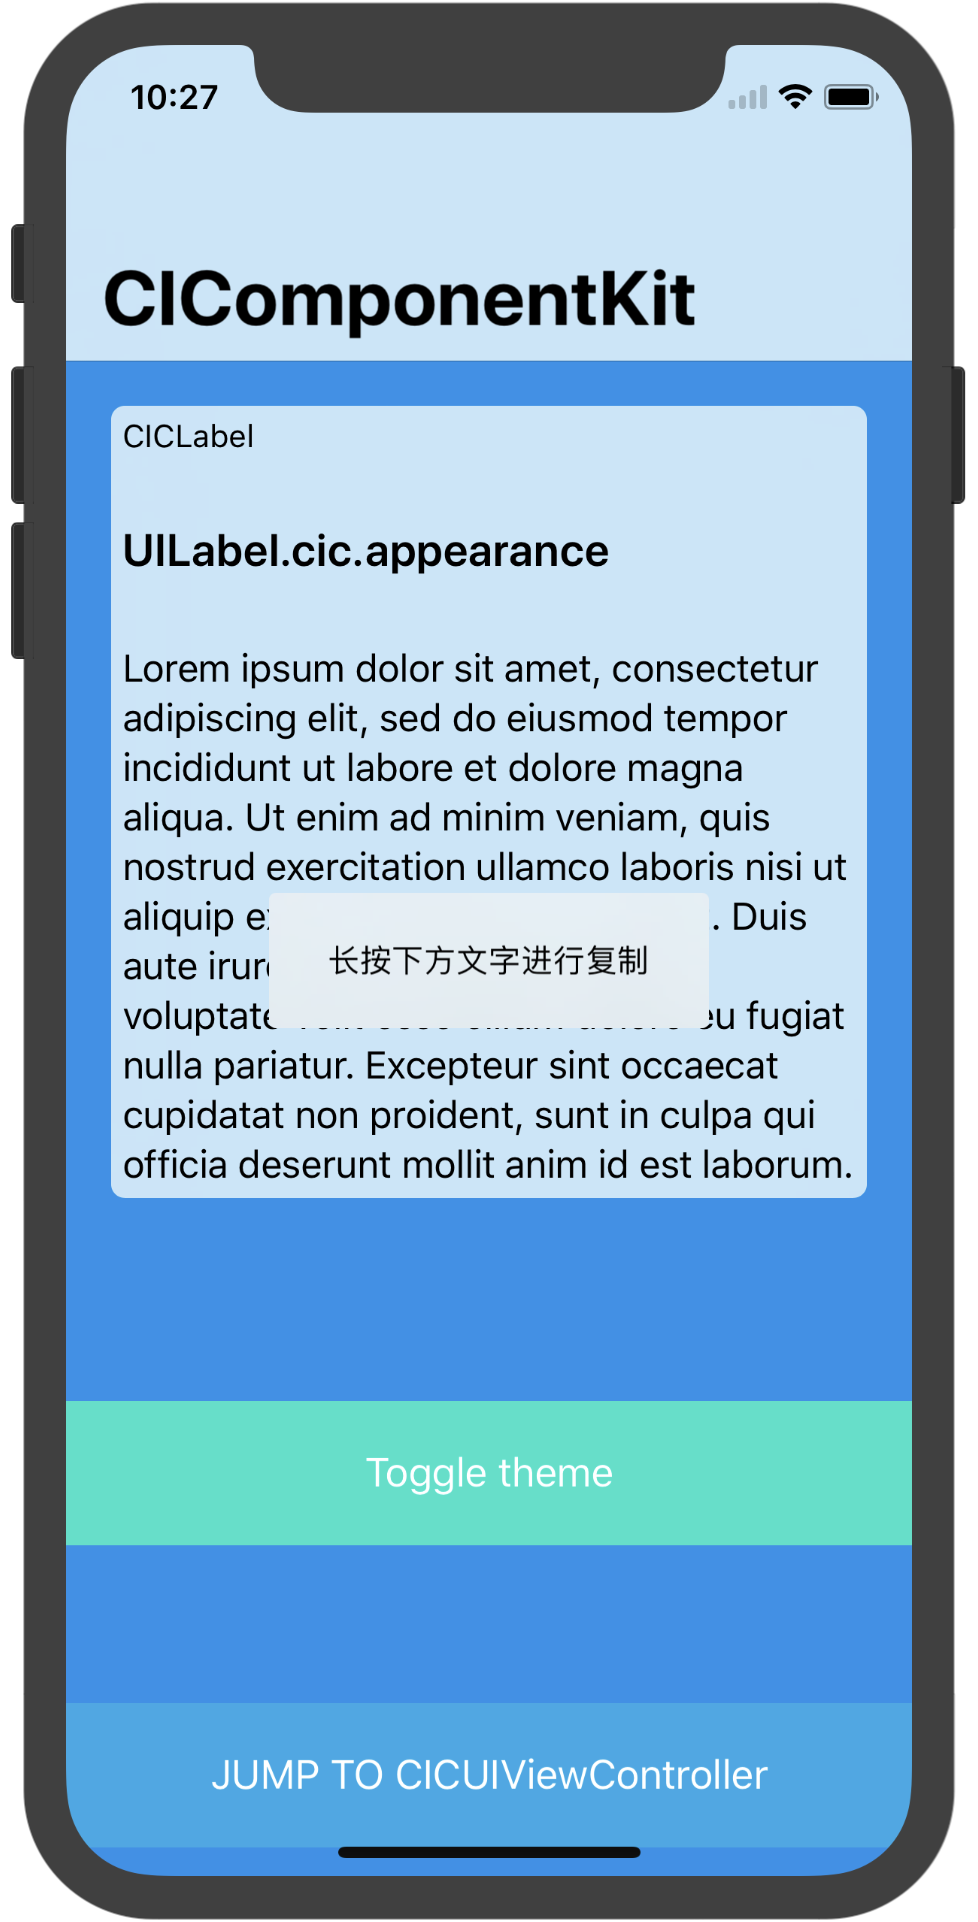 10:27
CIComponentKit
CICLabel
UILabel.cic.appearance
Lorem ipsum dolor sit amet, consectetur
adipiscing elit, sed do eiusmod tempor
incididunt ut labore et dolore magna
aliqua. Ut enim ad minim veniam, quis
nostrud exercitation ullamco laboris nisi ut
aliquip . Duis
长按下方文字进行复制
aute
voluptate eu fugiat
nulla pariatur. Excepteur sint occaecat
cupidatat non proident, sunt in culpa qui
officia deserunt mollit anim id est laborum.
Toggle theme
JUMP TO CICUIViewController